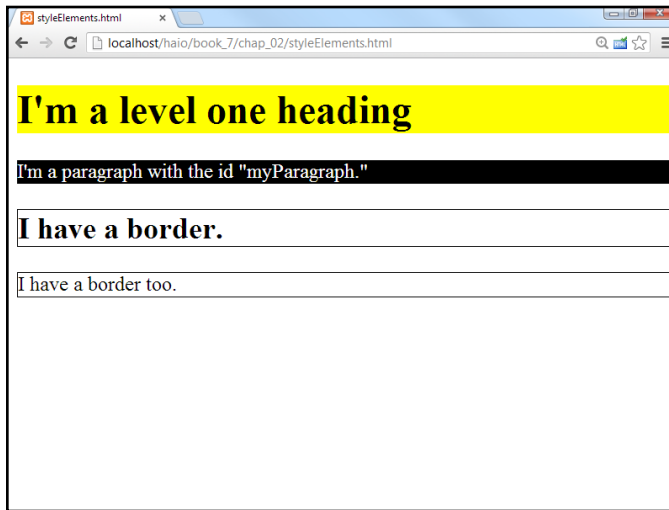 styleElements.html
localhost/haio/book_7/chap_02/styleElements.html
I'm a level one heading
I'm a paragraph with the id "myParagraph."
I have a border.
I have a border too.